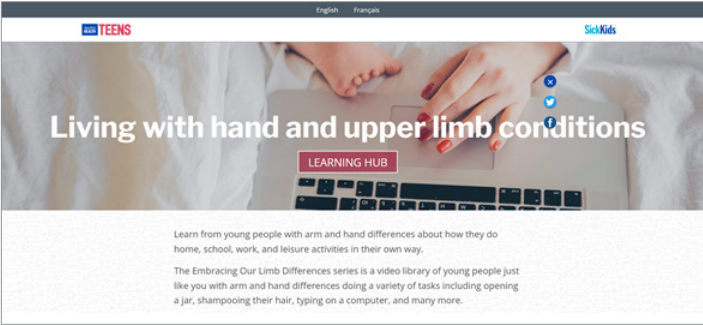 English Français
TEENS SickKids
Living with hand and upper limb conditions
LEARNING HUB
Learn from young people with arm and hand differences about how they do
home, school, work, and leisure activities in their own way.
The Embracing Our Limb Differences series is a video library of young people just
like you with arm and hand differences doing a variety of tasks including opening
a jar, shampooing their hair, typing on a computer, and many more.